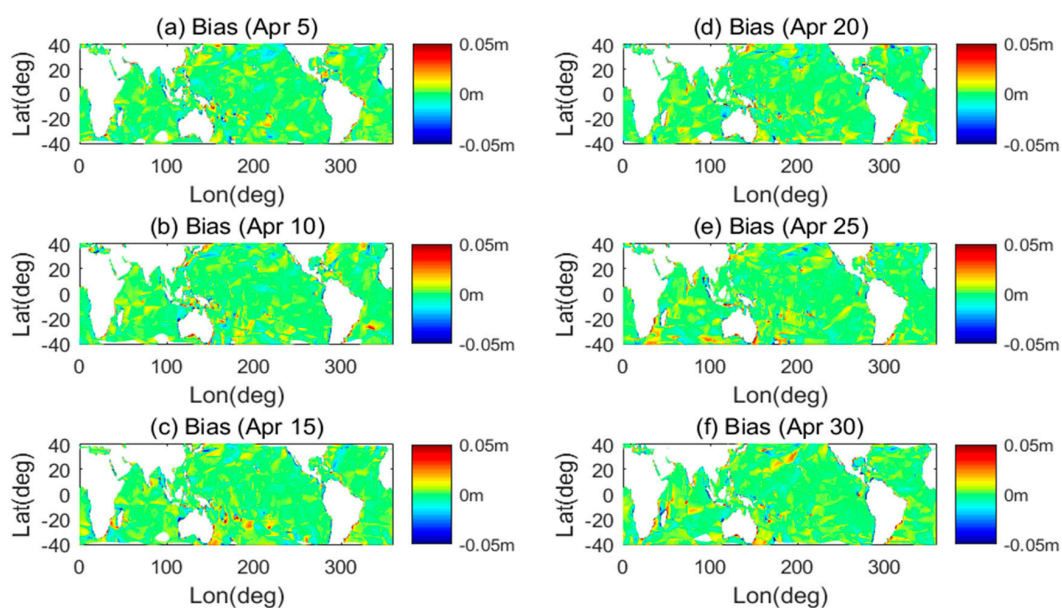 (a) Bias (Apr 5)
40
20
0
-20
-40
Lat(deg)
0 100 200 300
Lon(deg)
0.05m
0m
-0.05m
(b) Bias (Apr 10)
40
20
0
-20
-40
Lat(deg)
0 100 200 300
Lon(deg)
0.05m
0m
-0.05m
(c) Bias (Apr 15)
40
20
0
-20
-40
Lat(deg)
0 100 200 300
Lon(deg)
0.05m
0m
-0.05m
(d) Bias (Apr 20)
40
20
0
-20
-40
Lat(deg)
0 100 200 300
Lon(deg)
0.05m
0m
-0.05m
(e) Bias (Apr 25)
40
20
0
-20
-40
Lat(deg)
0 100 200 300
Lon(deg)
0.05m
0m
-0.05m
(f) Bias (Apr 30)
40
20
0
-20
-40
Lat(deg)
0 100 200 300
Lon(deg)
0.05m
0m
-0.05m